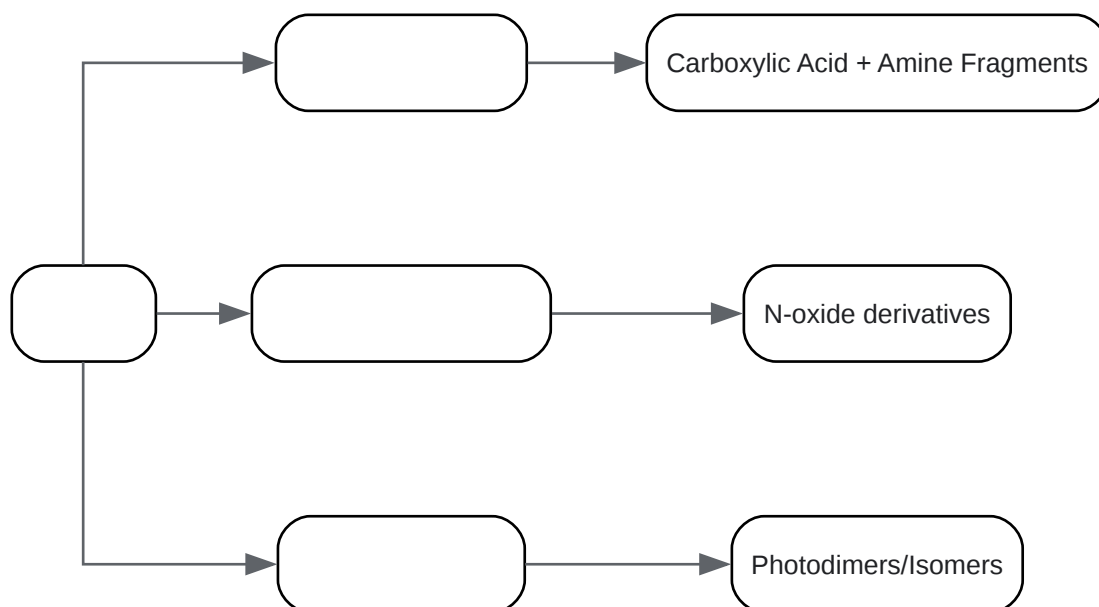 Carboxylic Acid + Amine Fragments
N-oxide derivatives
Photodimers/Isomers